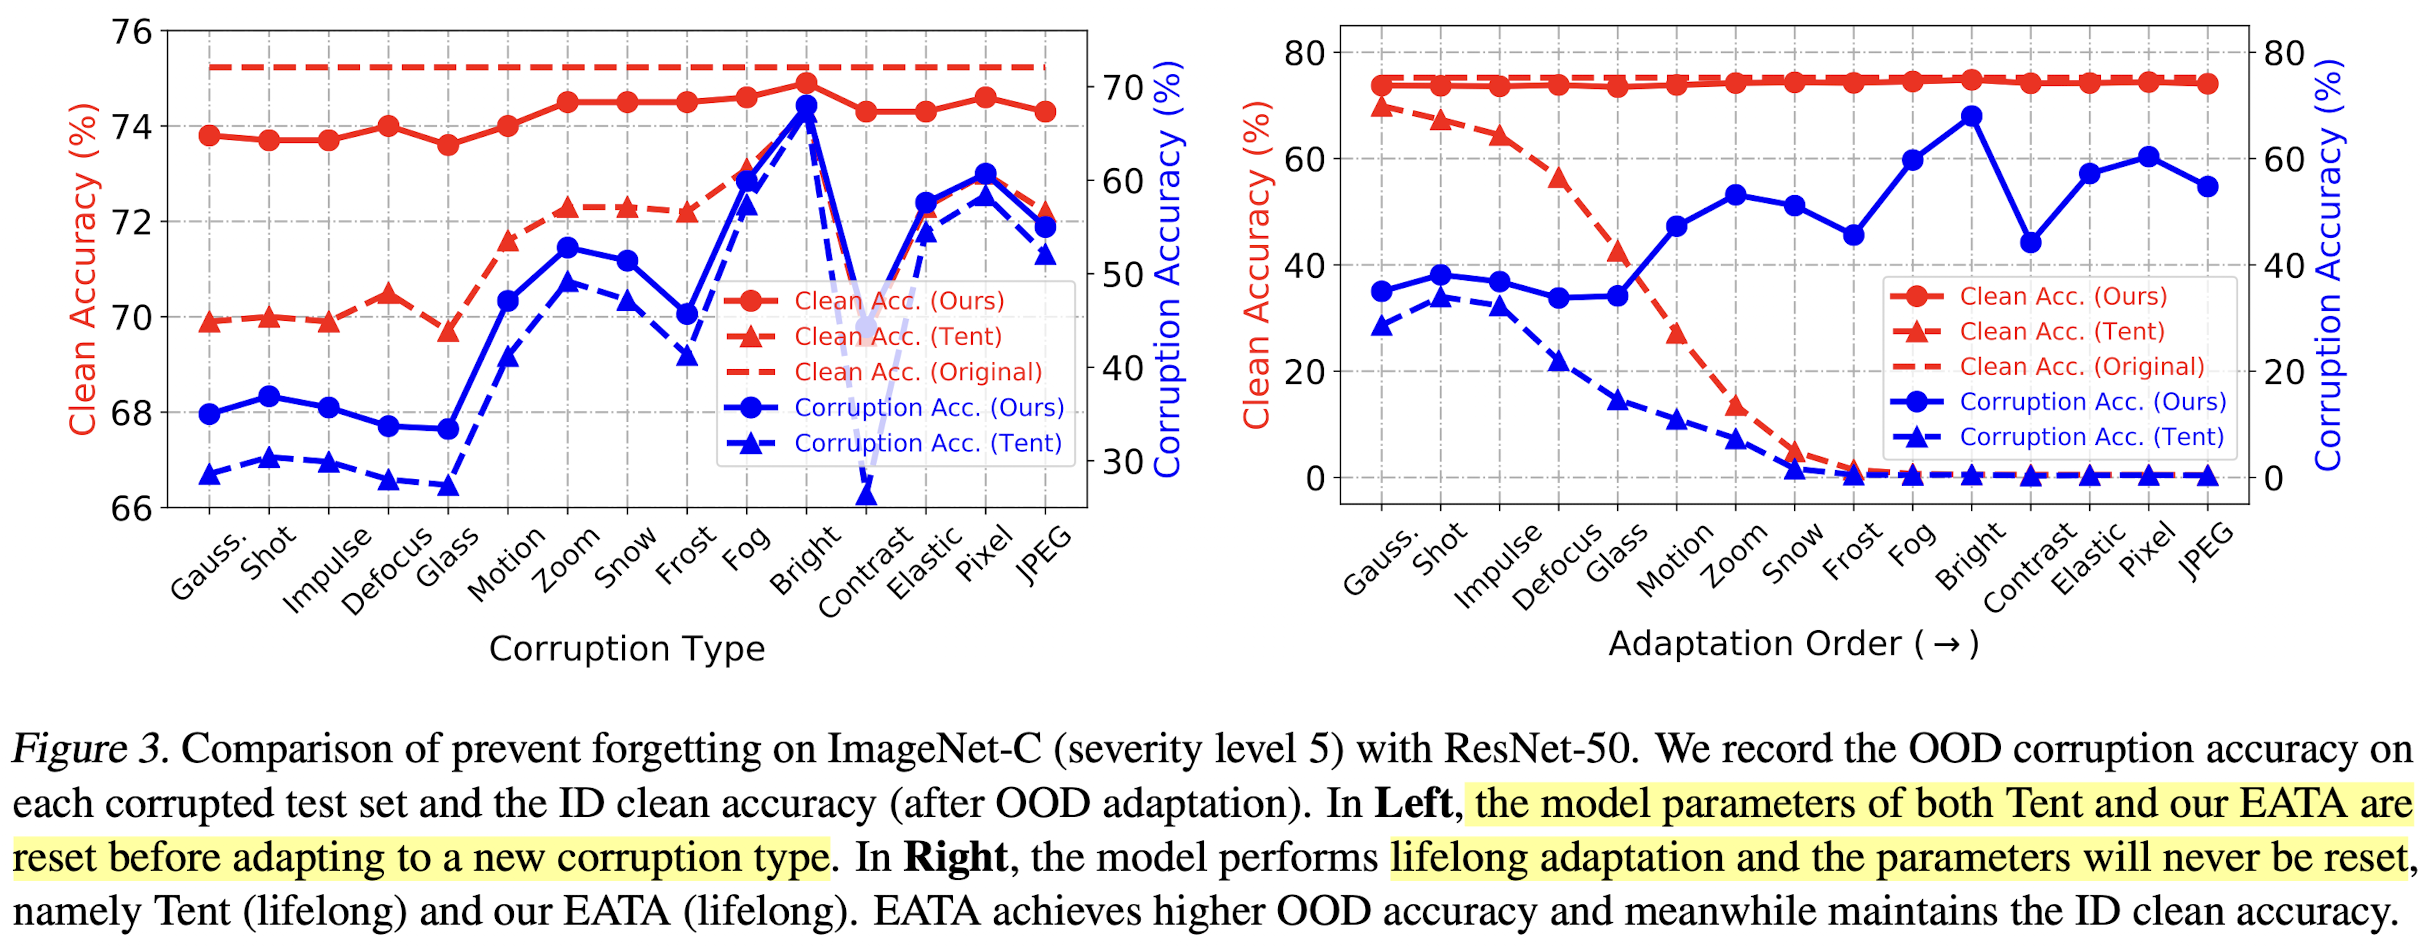 76
74
72
70
68
66
Clean Accuracy (%)
70
60
50
40
30
Corruption Accuracy (%)
Clean Acc. (Ours)
Clean Acc. (Tent)
Clean Acc. (Original)
Corruption Acc. (Ours)
Corruption Acc. (Tent)
Gauss.
Shot
Impulse
Defocus
Glass
Motion
Zoom
Snow
Frost
Fog
Bright
Contrast
Elastic
Pixel
JPEG
Corruption Type
80
60
40
20
0
Clean Accuracy (%)
80
60
40
20
0
Corruption Accuracy (%)
Clean Acc. (Ours)
Clean Acc. (Tent)
Clean Acc. (Original)
Corruption Acc. (Ours)
Corruption Acc. (Tent)
Gauss.
Shot
Impulse
Defocus
Glass
Motion
Zoom
Snow
Frost
Fog
Bright
Contrast
Elastic
Pixel
JPEG
Adaptation Order (→)
Figure 3. Comparison of prevent forgetting on ImageNet-C (severity level 5) with ResNet-50. We record the OOD corruption accuracy on
each corrupted test set and the ID clean accuracy (after OOD adaptation). In Left, the model parameters of both Tent and our EATA are
reset before adapting to a new corruption type. In Right, the model performs lifelong adaptation and the parameters will never be reset,
namely Tent (lifelong) and our EATA (lifelong). EATA achieves higher OOD accuracy and meanwhile maintains the ID clean accuracy.